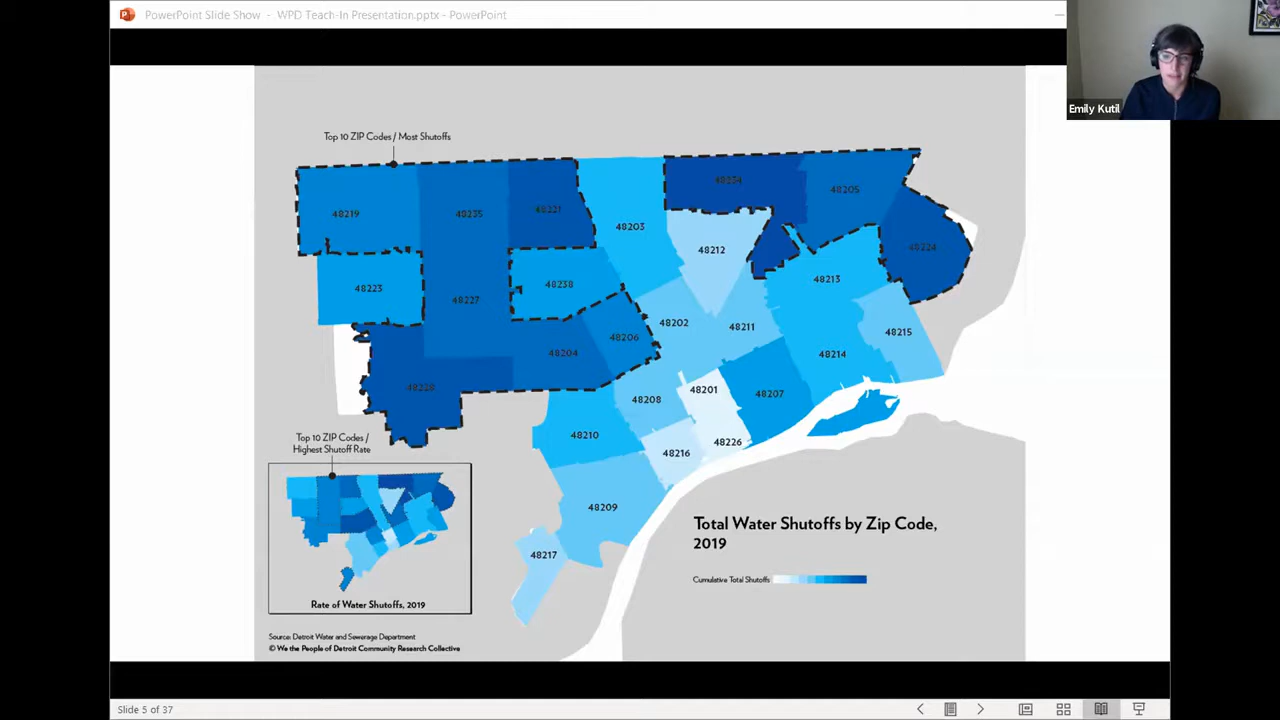 PowerPoint Slide Show - WPD Teach-In Presentation.pptx - PowerPoint
Emily Kutil
Top 10 ZIP Codes / Most Shutoffs
48219
48235
48221
48203
48234
48205
48212
48224
48223
48227
48238
48213
48202
48211
48206
48215
48204
48214
48228
48201
48207
48208
48210
48226
48216
48209
48217
Top 10 ZIP Codes /
Highest Shutoff Rate
Rate of Water Shutoffs, 2019
Total Water Shutoffs by Zip Code,
2019
Cumulative Total Shutoffs
Source: Detroit Water and Sewerage Department
© We the People of Detroit Community Research Collective
Slide 5 of 37